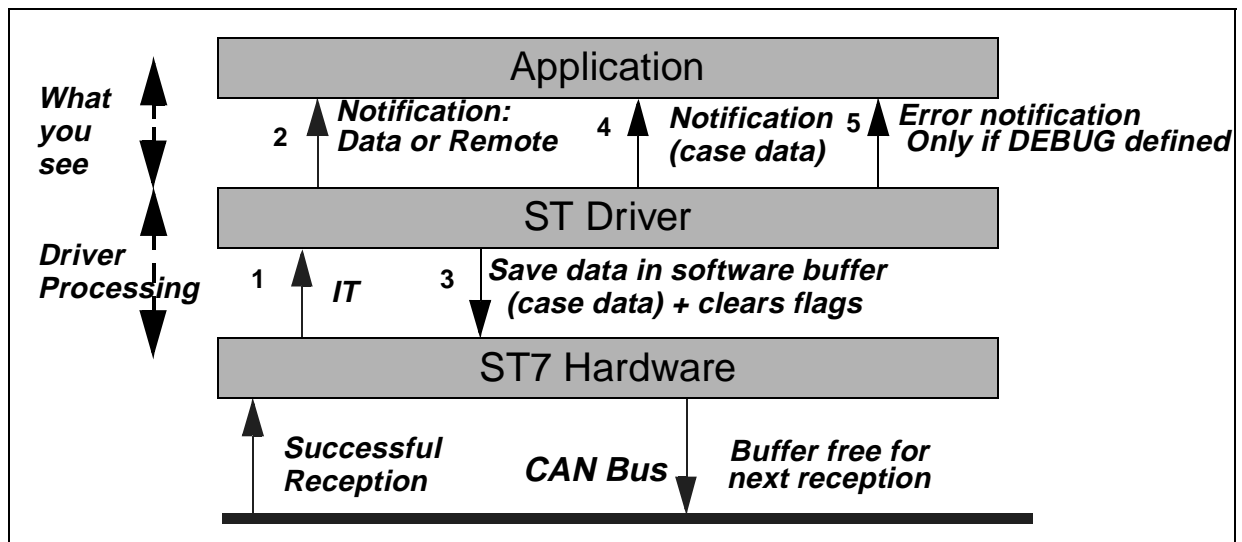 Application
What
you
see
2
Notification:
Data or Remote
4
Notification
(case data)
5
Error notification
Only if DEBUG defined
ST Driver
Driver
Processing
1
IT
3
Save data in software buffer
(case data) + clears flags
ST7 Hardware
Successful
Reception
CAN Bus
Buffer free for
next reception